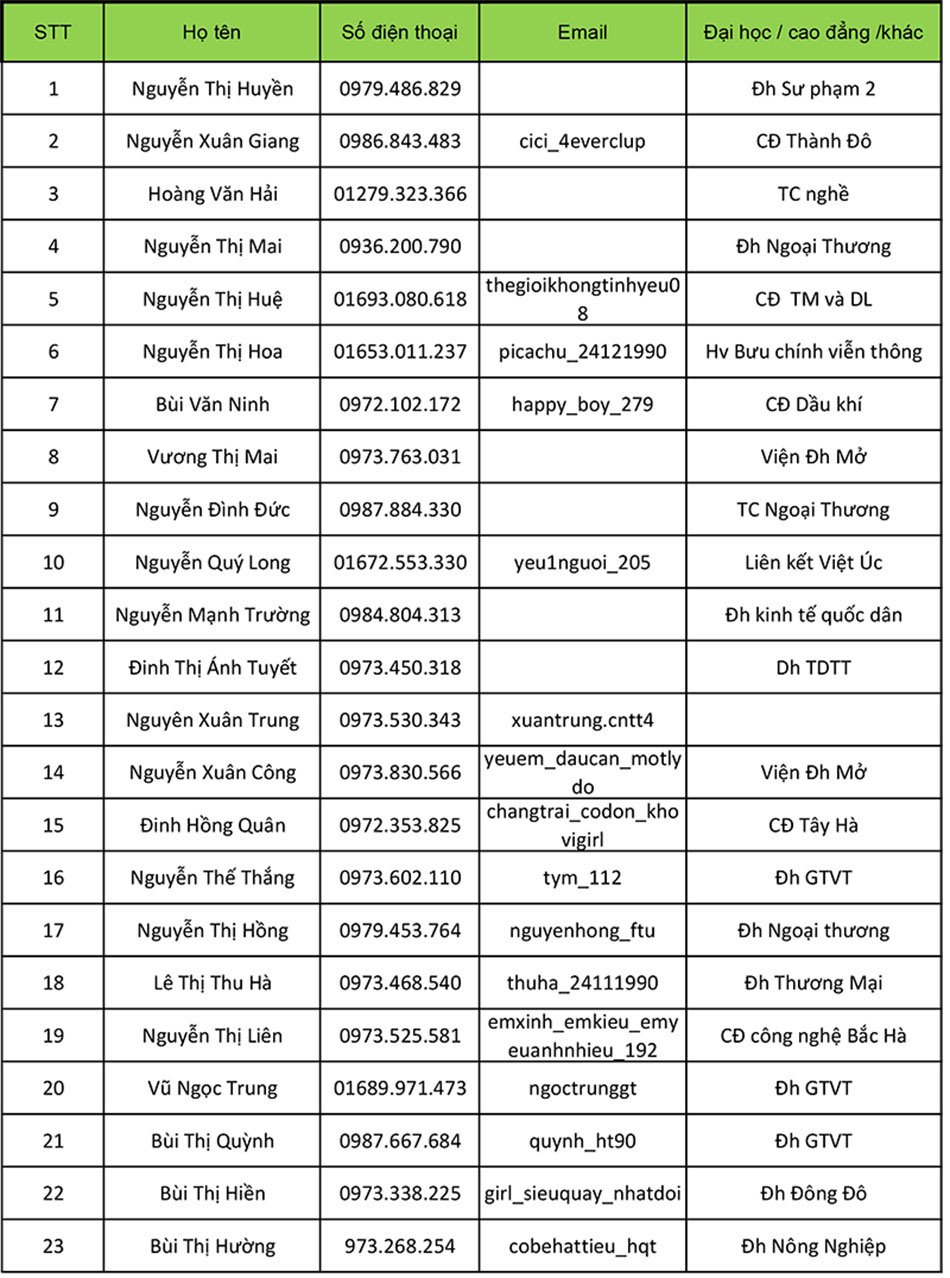 STT Họ tên Số điện thoại Email Đại học / cao đẳng /khác
1 Nguyễn Thị Huyền 0979.486.829 Đh Sư phạm 2
2 Nguyễn Xuân Giang 0986.843.483 cici_4everclup CĐ Thành Đô
3 Hoàng Văn Hải 01279.323.366 TC nghề
4 Nguyễn Thị Mai 0936.200.790 Đh Ngoại Thương
5 Nguyễn Thị Huệ 01693.080.618 thegioikhongtinhyeu0
8 CĐ TM và DL
6 Nguyễn Thị Hoa 01653.011.237 picachu_24121990 Hv Bưu chính viễn thông
7 Bùi Văn Ninh 0972.102.172 happy_boy_279 CĐ Dầu khí
8 Vương Thị Mai 0973.763.031 Viện Đh Mở
9 Nguyễn Đình Đức 0987.884.330 TC Ngoại Thương
10 Nguyễn Quý Long 01672.553.330 yeu1nguoi_205 Liên kết Việt Úc
11 Nguyễn Mạnh Trường 0984.804.313 Đh kinh tế quốc dân
12 Đinh Thị Ánh Tuyết 0973.450.318 Dh TDTT
13 Nguyên Xuân Trung 0973.530.343 xuantrung.cntt4
14 Nguyễn Xuân Công 0973.830.566 yeuem_daucan_motly
do Viện Đh Mở
15 Đinh Hồng Quân 0972.353.825 changtrai_codon_kho
vigirl CĐ Tây Hà
16 Nguyễn Thế Thắng 0973.602.110 tym_112 Đh GTVT
17 Nguyễn Thị Hồng 0979.453.764 nguyenhong_ftu Đh Ngoại thương
18 Lê Thị Thu Hà 0973.468.540 thuha_24111990 Đh Thương Mại
19 Nguyễn Thị Liên 0973.525.581 emxinh_emkieu_emy
euanhnhieu_192 CĐ công nghệ Bắc Hà
20 Vũ Ngọc Trung 01689.971.473 ngoctrunggt Đh GTVT
21 Bùi Thị Quỳnh 0987.667.684 quynh_ht90 Đh GTVT
22 Bùi Thị Hiền 0973.338.225 girl_sieuquay_nhatdoi Đh Đông Đô
23 Bùi Thị Hường 973.268.254 cobehattieu_hqt Đh Nông Nghiệp